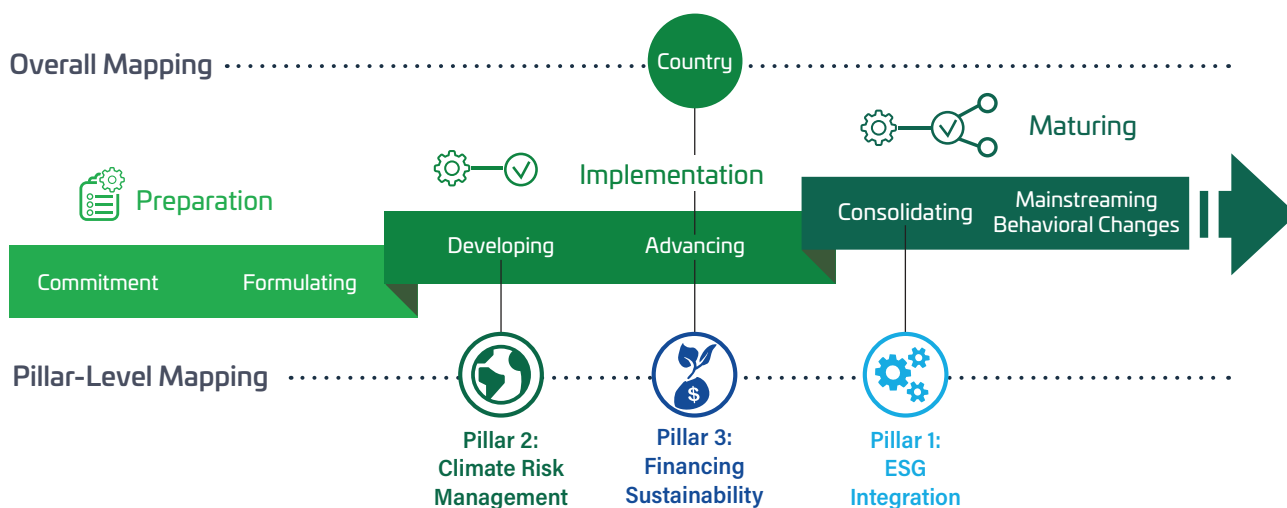 Country
Overall Mapping
Maturing
Implementation
Preparation
Consolidating
Mainstreaming
Behavioral Changes
Developing
Advancing
Commitment
Formulating
$
Pillar-Level Mapping
Pillar 2:
Climate Risk
Management
Pillar 3:
Financing
Sustainability
Pillar 1:
ESG
Integration